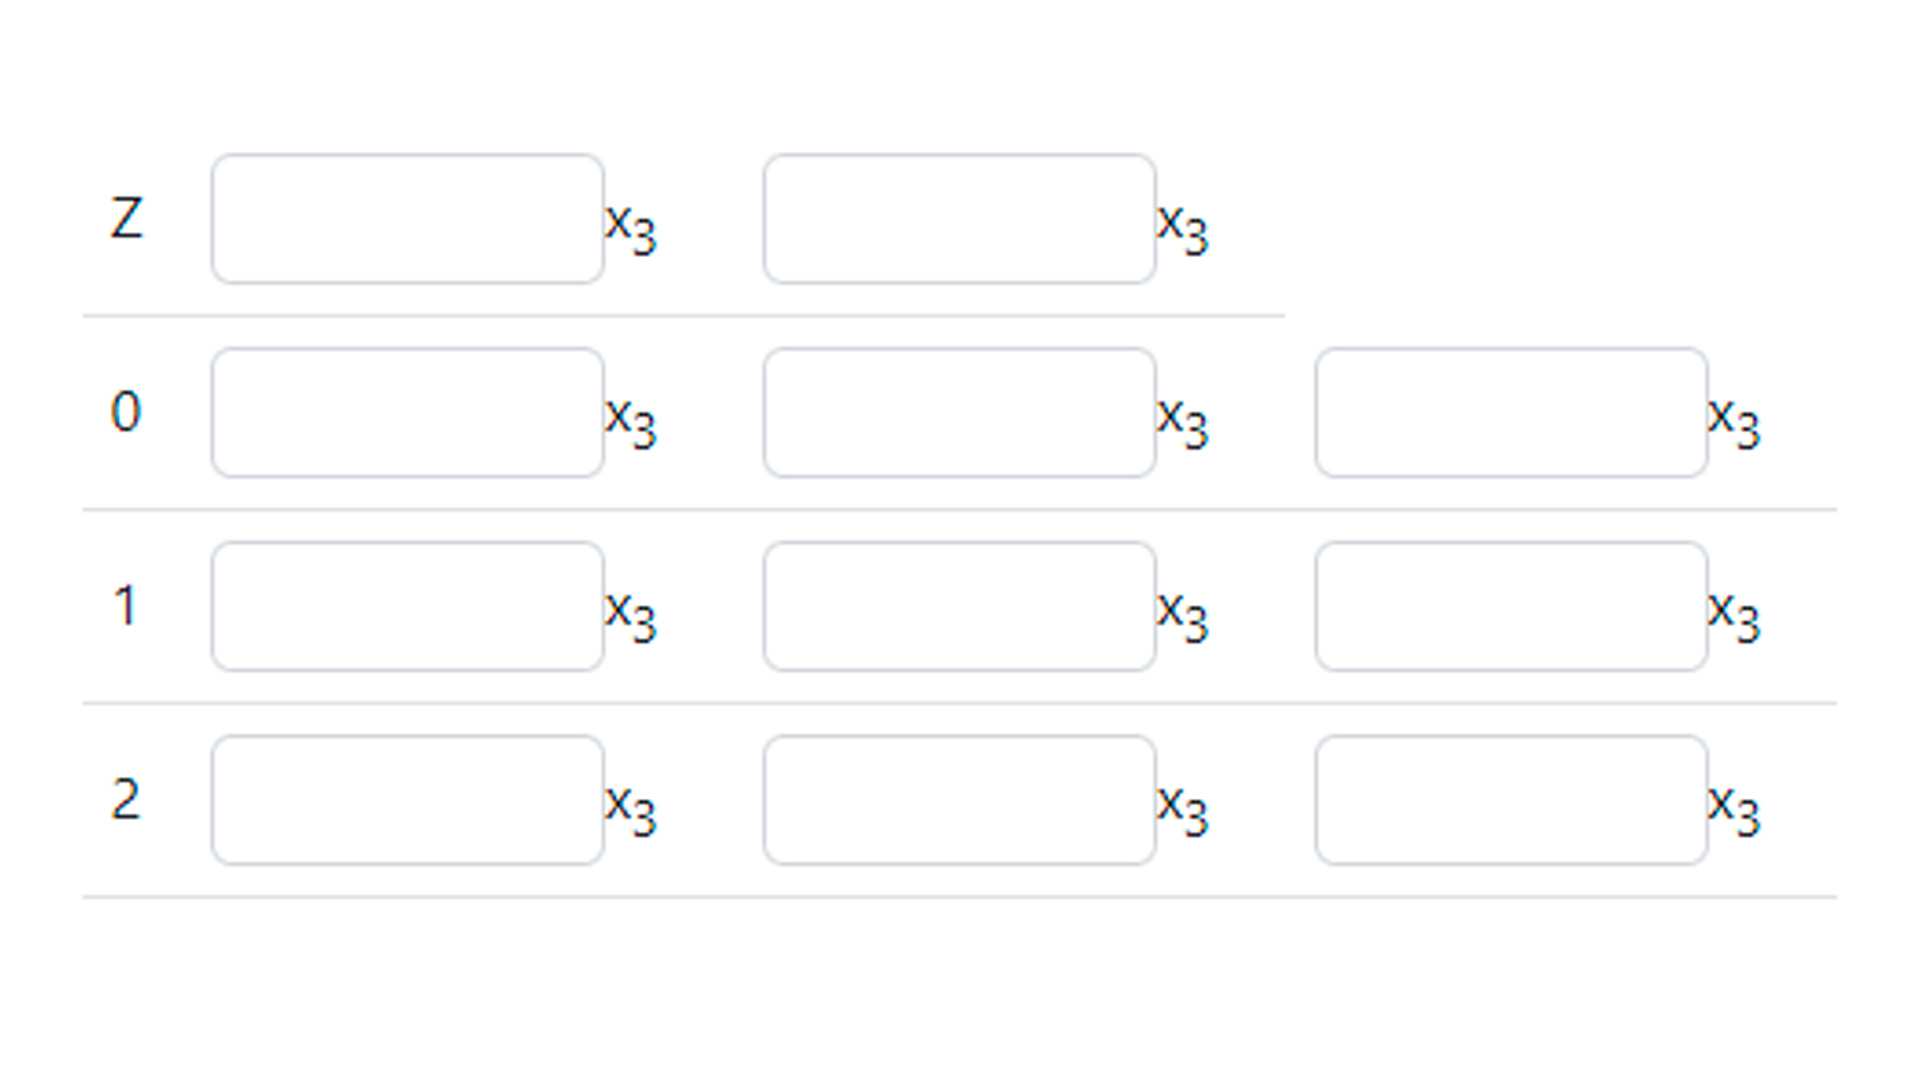 Z x₃ x₃
0 x₃ x₃ x₃
1 x₃ x₃ x₃
2 x₃ x₃ x₃